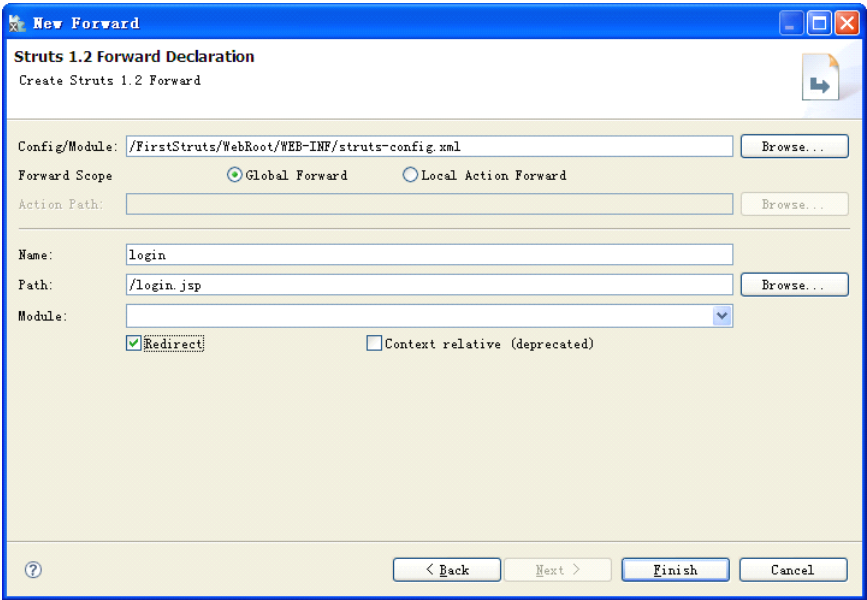 New Forward
Struts 1.2 Forward Declaration
Create Struts 1.2 Forward
Config/Module: /FirstStruts/WebRoot/WEB-INF/struts-config.xml Browse...
Forward Scope Global Forward Local Action Forward
Action Path: Browse...
Name: login
Path: /login.jsp Browse...
Module:
Redirect Context relative (deprecated)
? < Back Next > Finish Cancel